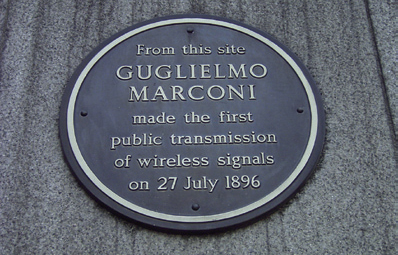 From this site
GUGLIELMO
MARCONI
made the first
public transmission
of wireless signals
on 27 July 1896